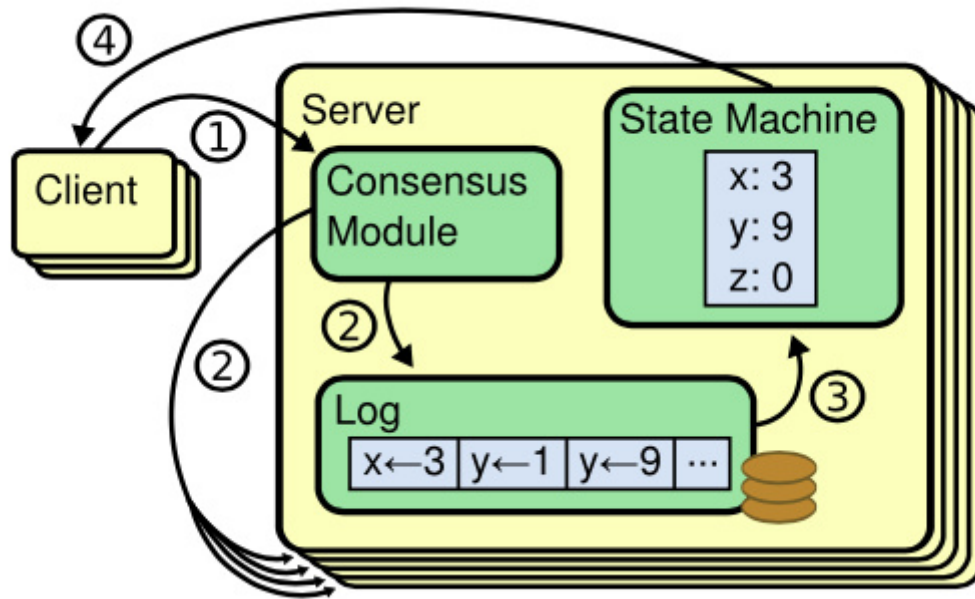 ④
①
Server
State Machine
Client
Consensus
Module
x: 3
y: 9
z: 0
②
②
③
Log
x←3 y←1 y←9 ...